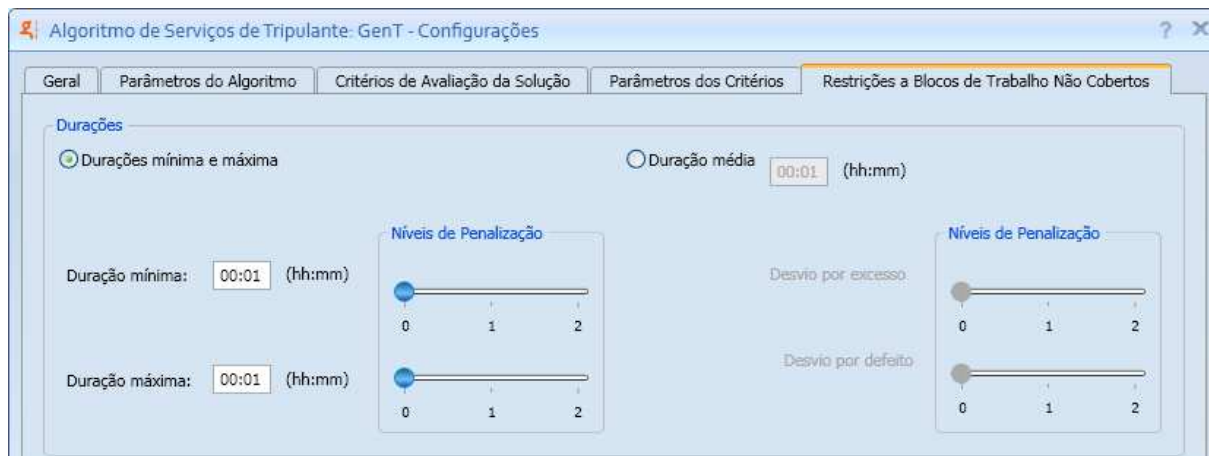 Algoritmo de Serviços de Tripulante: GenT - Configurações
Geral Parâmetros do Algoritmo Critérios de Avaliação da Solução Parâmetros dos Critérios Restrições a Blocos de Trabalho Não Cobertos
Durações
Durações mínima e máxima
Duração média 00:01 (hh:mm)
Níveis de Penalização
Duração mínima: 00:01 (hh:mm)
0 1 2
Duração máxima: 00:01 (hh:mm)
0 1 2
Níveis de Penalização
Desvio por excesso
0 1 2
Desvio por defeito
0 1 2